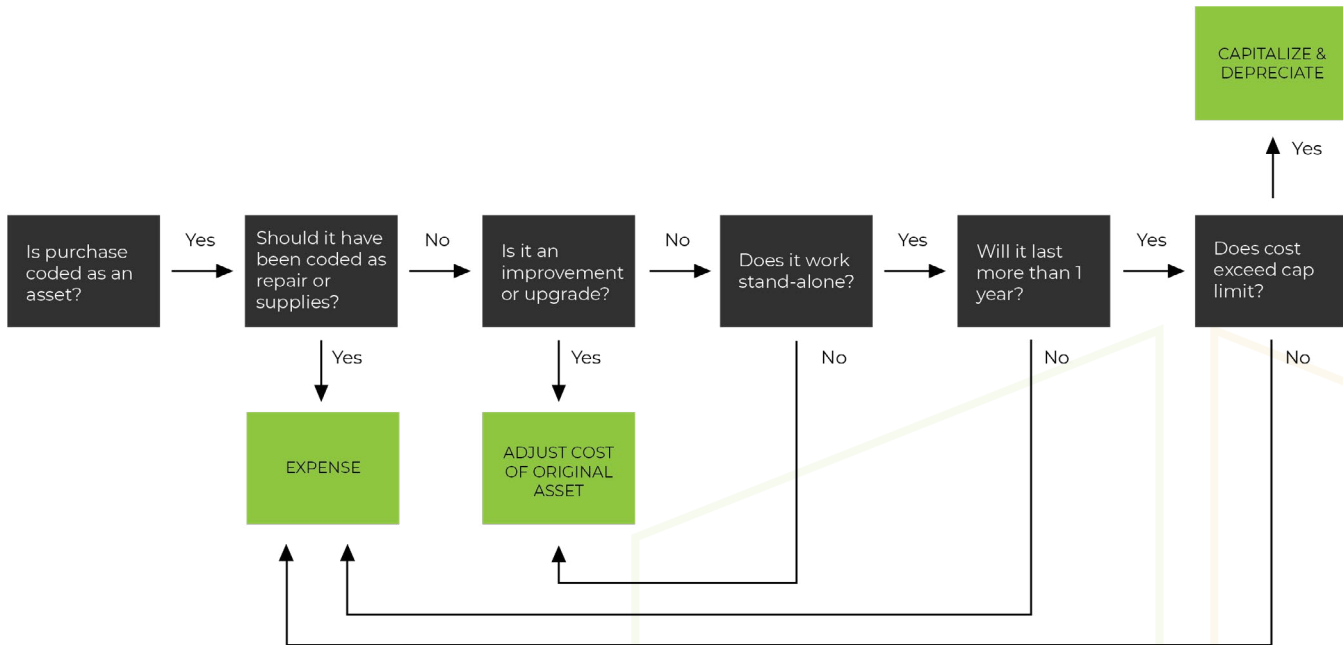 CAPITALIZE &
DEPRECIATE
Yes
Is purchase
coded as an
asset?
Yes
Should it have
been coded as
repair or
supplies?
No
Is it an
improvement
or upgrade?
No
Does it work
stand-alone?
Yes
Will it last
more than 1
year?
Yes
Does cost
exceed cap
limit?
Yes
Yes
No
No
No
EXPENSE
ADJUST COST
OF ORIGINAL
ASSET